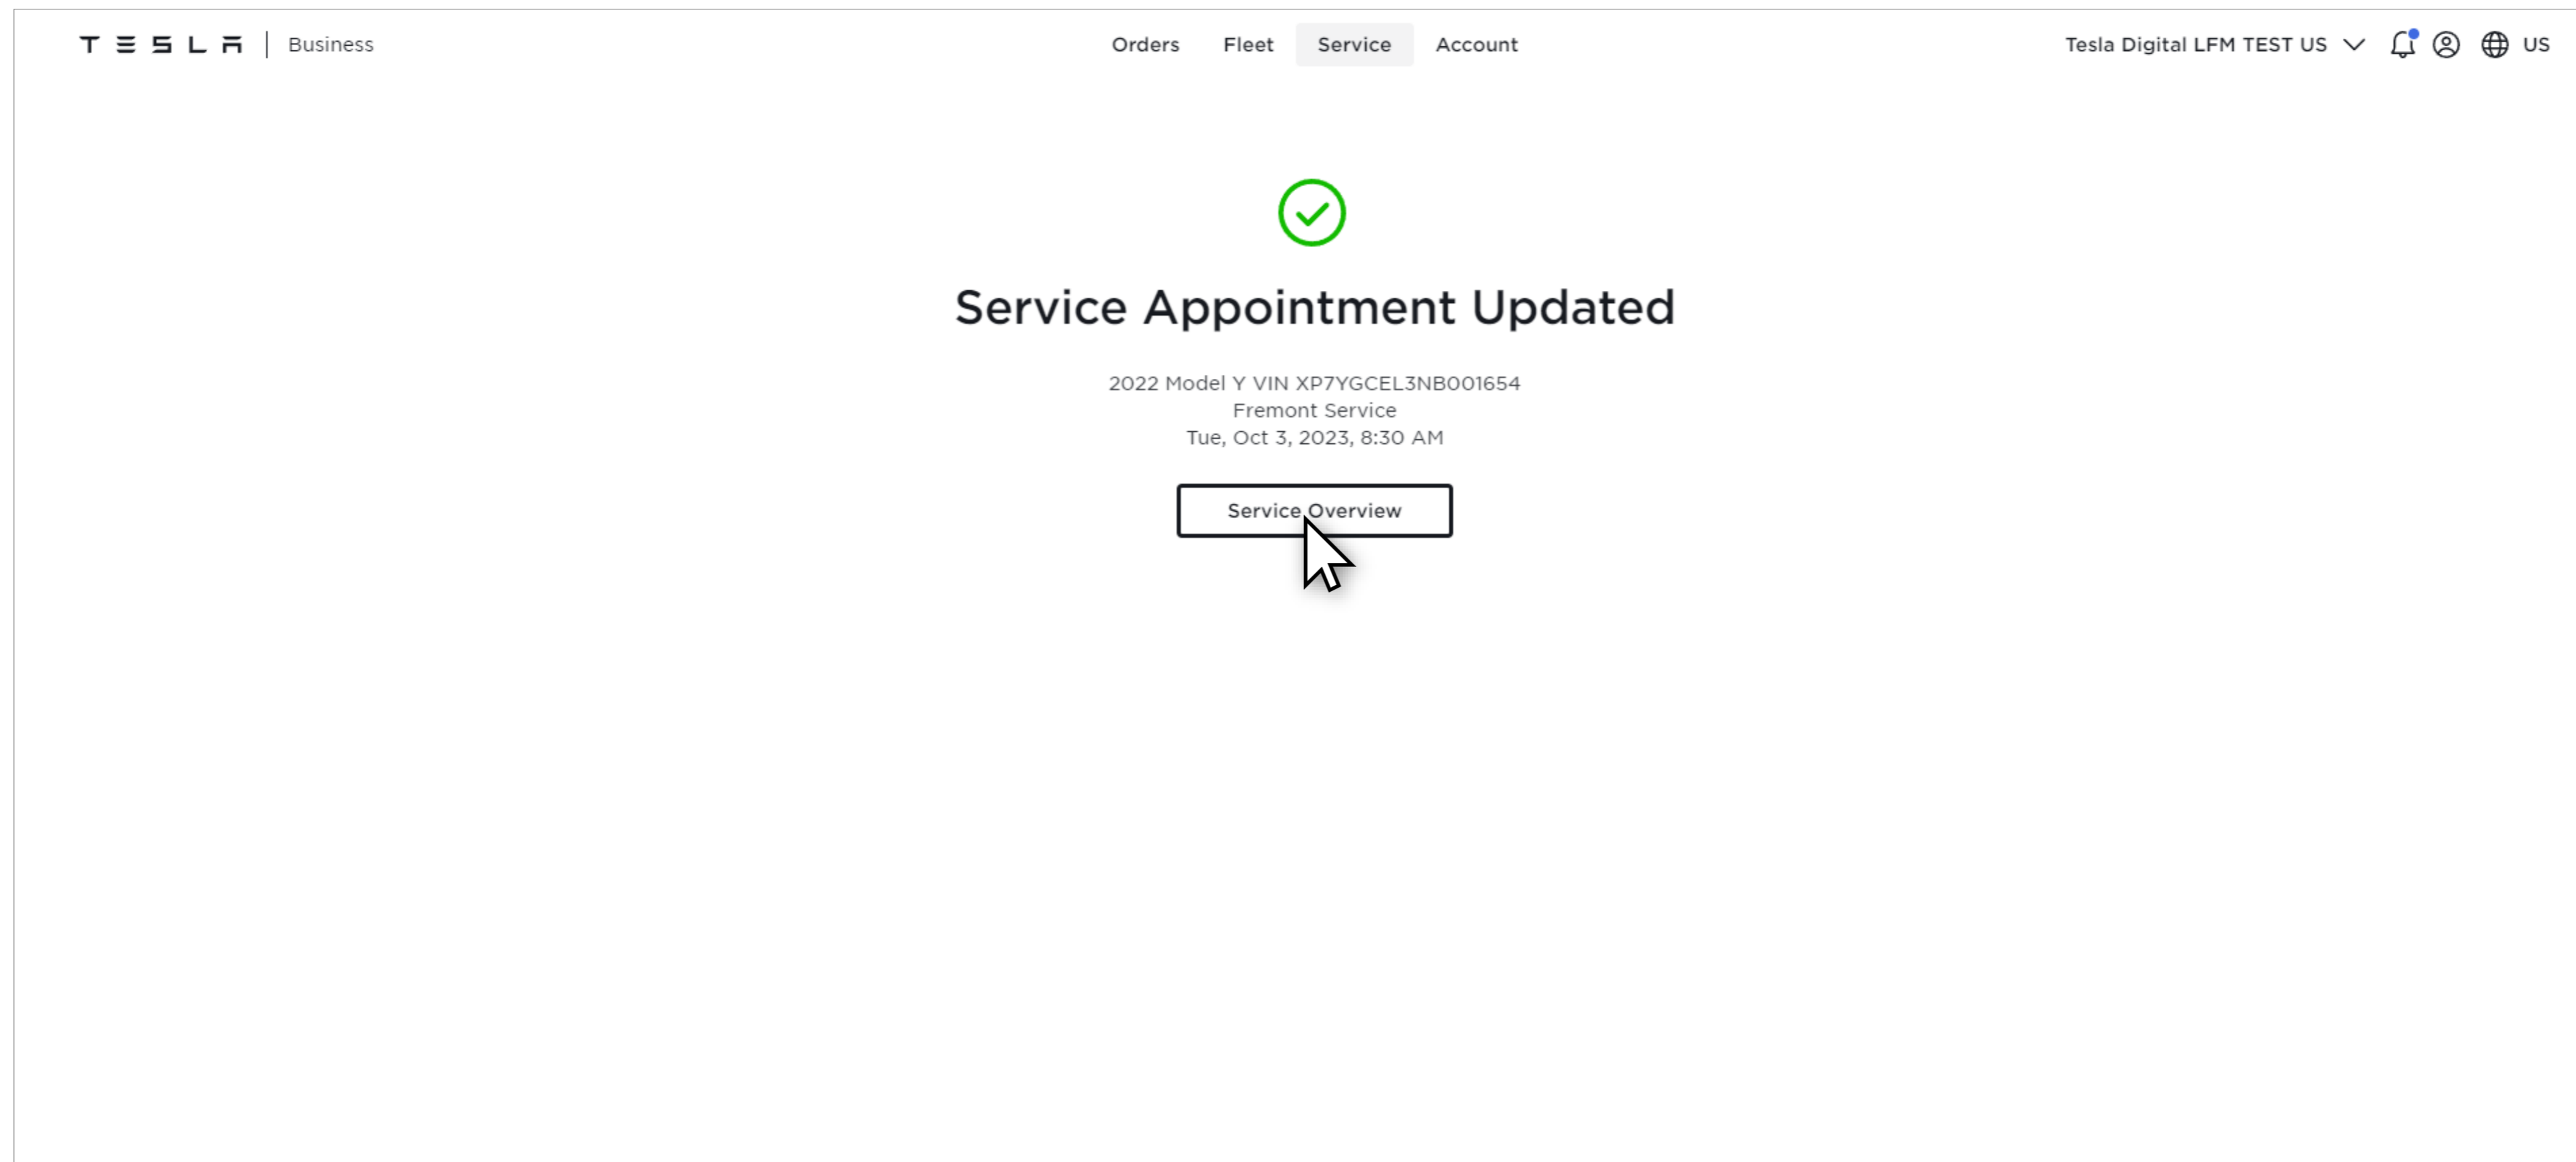 TESLA | Business
Orders Fleet Service Account
Tesla Digital LFM TEST US
US
Service Appointment Updated
2022 Model Y VIN XP7YGCEL3NB001654
Fremont Service
Tue, Oct 3, 2023, 8:30 AM
Service Overview